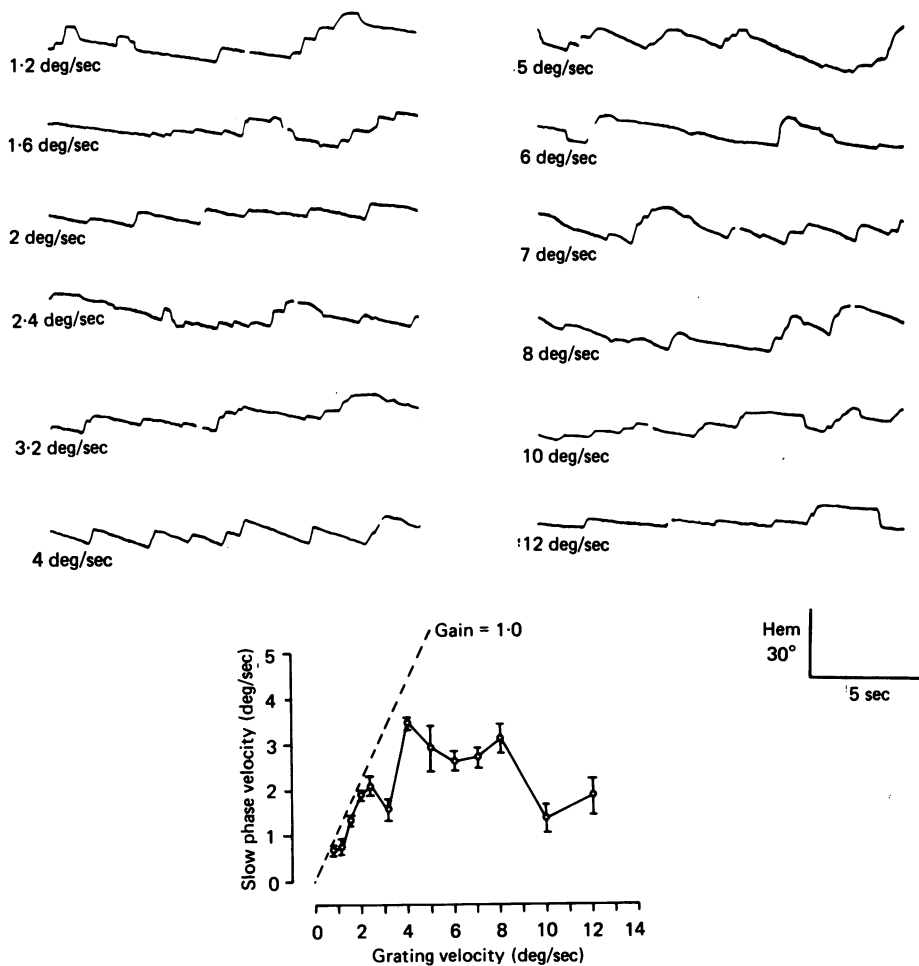 1·2 deg/sec
1·6 deg/sec
2 deg/sec
2·4 deg/sec
3·2 deg/sec
4 deg/sec
5 deg/sec
6 deg/sec
7 deg/sec
8 deg/sec
10 deg/sec
12 deg/sec
Hem
30°
5 sec
Gain = 1·0
Slow phase velocity (deg/sec)
5
4
3
2
1
0
0 2 4 6 8 10 12 14
Grating velocity (deg/sec)